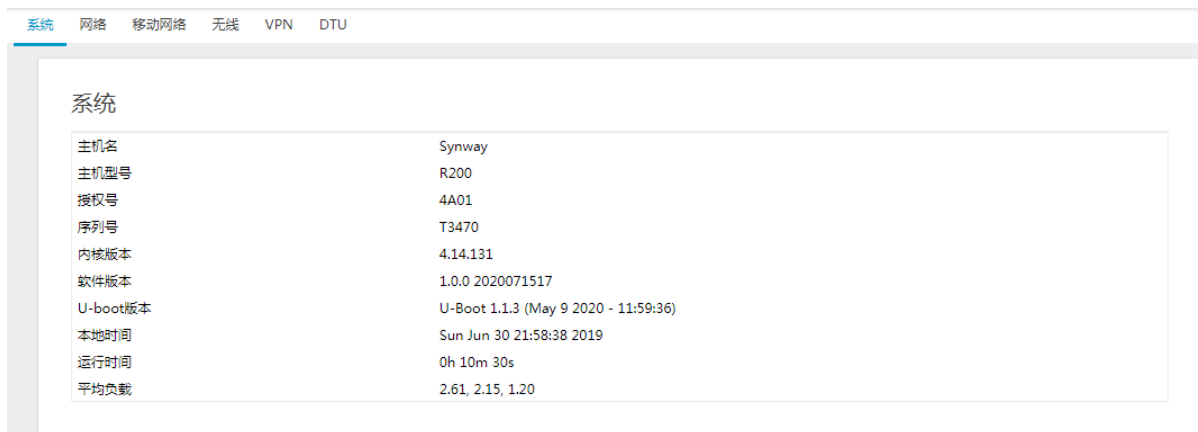 系统 网络 移动网络 无线 VPN DTU
系统
主机名 Synway
主机型号 R200
授权号 4A01
序列号 T3470
内核版本 4.14.131
软件版本 1.0.0 2020071517
U-boot版本 U-Boot 1.1.3 (May 9 2020 - 11:59:36)
本地时间 Sun Jun 30 21:58:38 2019
运行时间 0h 10m 30s
平均负载 2.61, 2.15, 1.20